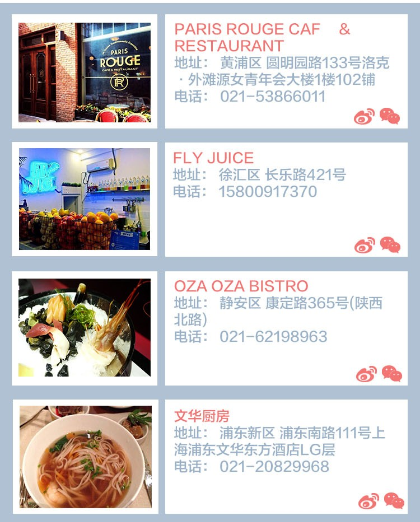 PARIS
ROUGE
CAFE & RESTAURANT
R
PARIS ROUGE CAF &
RESTAURANT
地址： 黄浦区 圆明园路133号洛克
·外滩源女青年会大楼1楼102铺
电话： 021-53866011
FLY JUICE
地址： 徐汇区 长乐路421号
电话： 15800917370
OZA OZA BISTRO
地址： 静安区 康定路365号(陕西
北路)
电话： 021-62198963
文华厨房
地址： 浦东新区 浦东南路111号上
海浦东文华东方酒店LG层
电话： 021-20829968